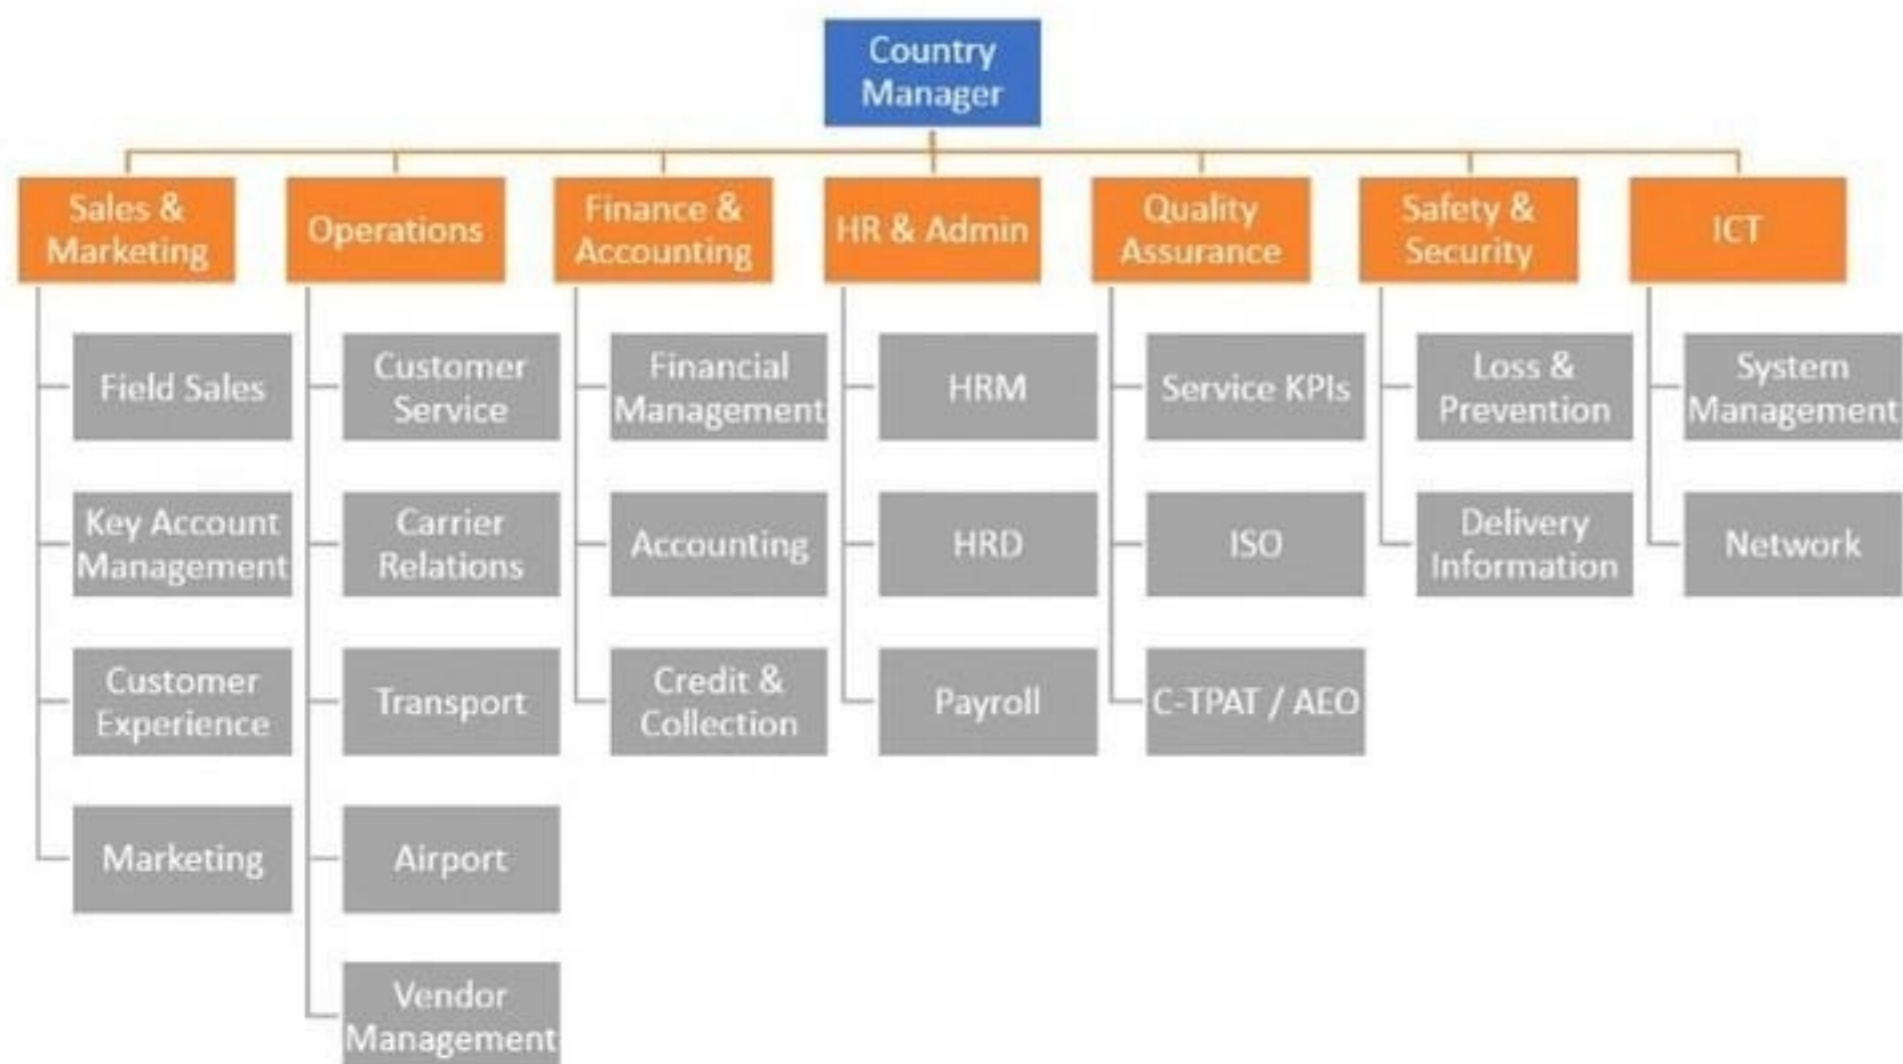 Country
Manager
Sales &
Marketing
Operations
Finance &
Accounting
HR & Admin
Quality
Assurance
Safety &
Security
ICT
Field Sales
Key Account
Management
Customer
Experience
Marketing
Customer
Service
Carrier
Relations
Transport
Airport
Vendor
Management
Financial
Management
Accounting
Credit &
Collection
HRM
HRD
Payroll
Service KPIs
ISO
C-TPAT / AEO
Loss &
Prevention
Delivery
Information
System
Management
Network